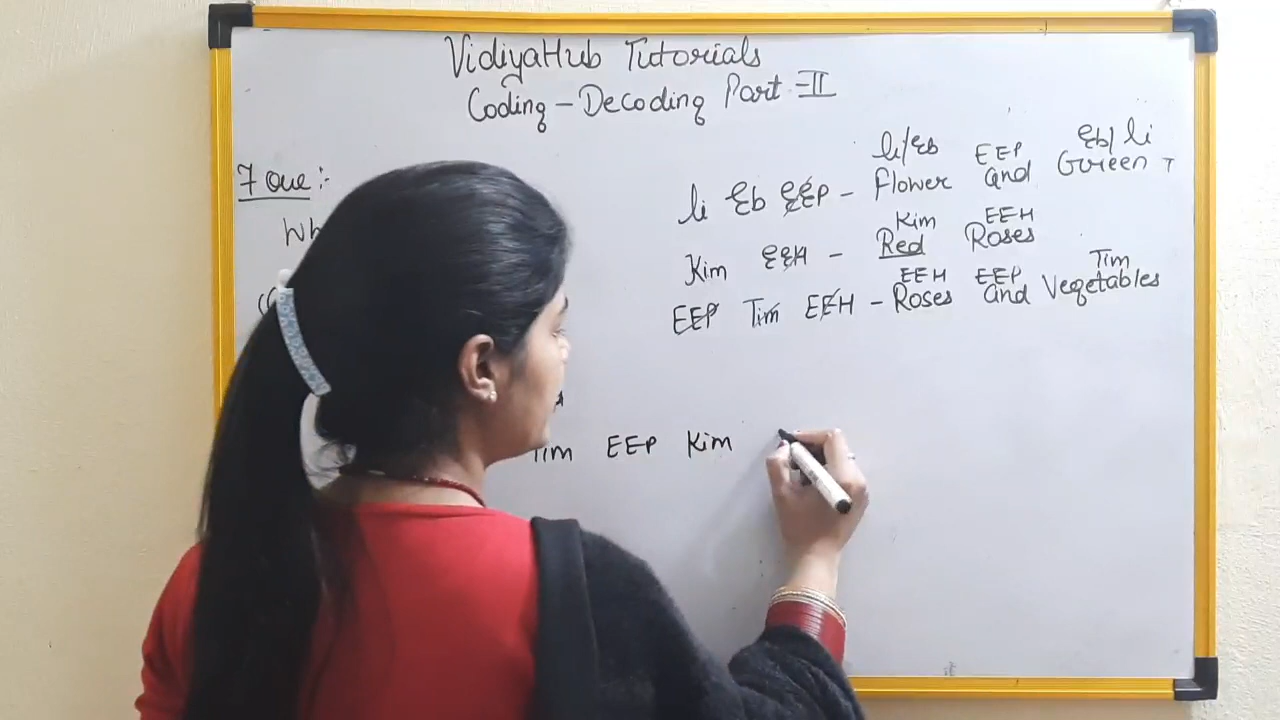 VidiyaHub Tutorials
Coding - Decoding Part - II
7 que :-
Wh
li/Eb EEP Eb/li
li Eb EEP - Flower and Green
Kim EEH
Kim EEH - Red Roses
EEH EEP Tim
EEP Tim EEH - Roses and Vegetables
Tim EEP Kim